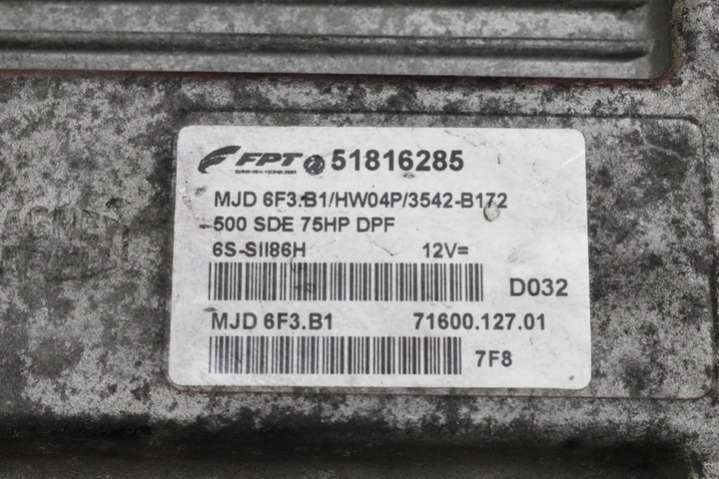 FPT 51816285
MJD 6F3.B1/HW04P/3542-B172
500 SDE 75HP DPF
6S-SII86H 12V=
D032
MJD 6F3.B1 71600.127.01
7F8